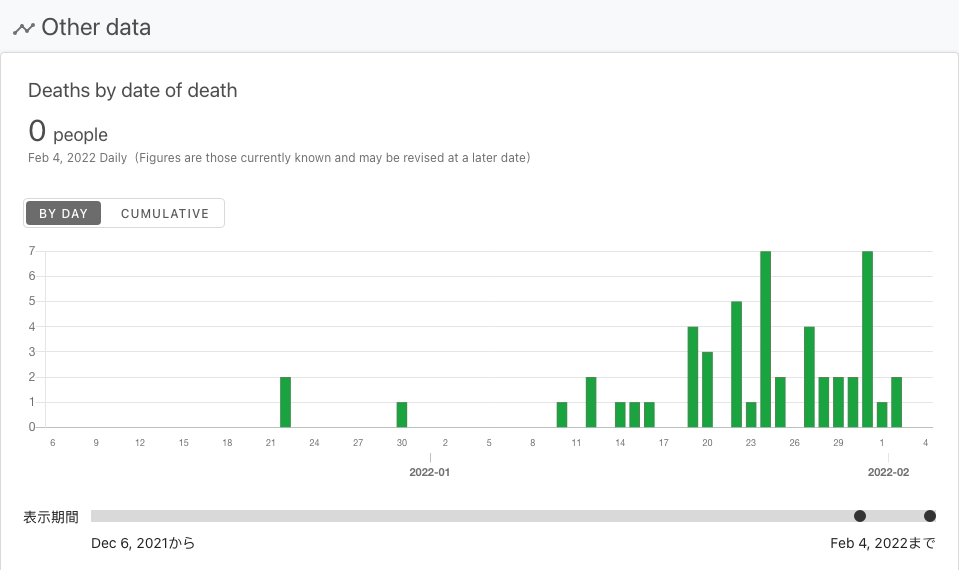 Other data
Deaths by date of death
0 people
Feb 4, 2022 Daily (Figures are those currently known and may be revised at a later date)
BY DAY CUMULATIVE
7
6
5
4
3
2
1
0
6 9 12 15 18 21 24 27 30 2 5 8 11 14 17 20 23 26 29 1 4
2022-01 2022-02
表示期間
Dec 6, 2021から Feb 4, 2022まで